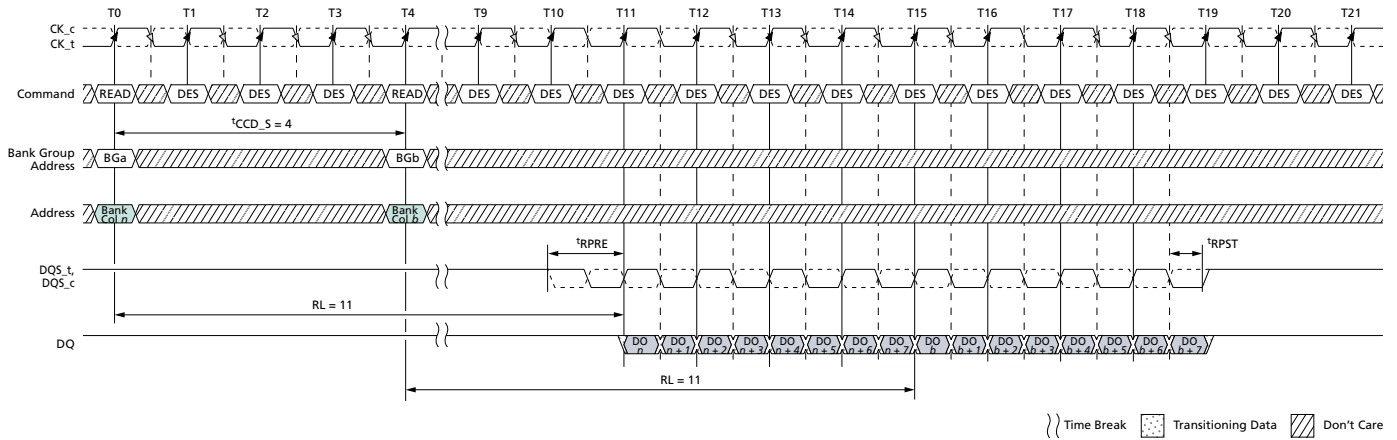 T0 T1 T2 T3 T4 T9 T10 T11 T12 T13 T14 T15 T16 T17 T18 T19 T20 T21
CK_c
CK_t
Command READ DES DES DES READ DES DES DES DES DES DES DES DES DES DES DES DES DES
tCCD_S = 4
Bank Group
Address
BGa BGb
Address
Bank
Col n
Bank
Col b
tRPRE tRPST
DQS_t,
DQS_c
RL = 11
DQ
DO
n
DO
n + 1
DO
n + 2
DO
n + 3
DO
n + 4
DO
n + 5
DO
n + 6
DO
n + 7
DO
b
DO
b + 1
DO
b + 2
DO
b + 3
DO
b + 4
DO
b + 5
DO
b + 6
DO
b + 7
RL = 11
Time Break Transitioning Data Don't Care